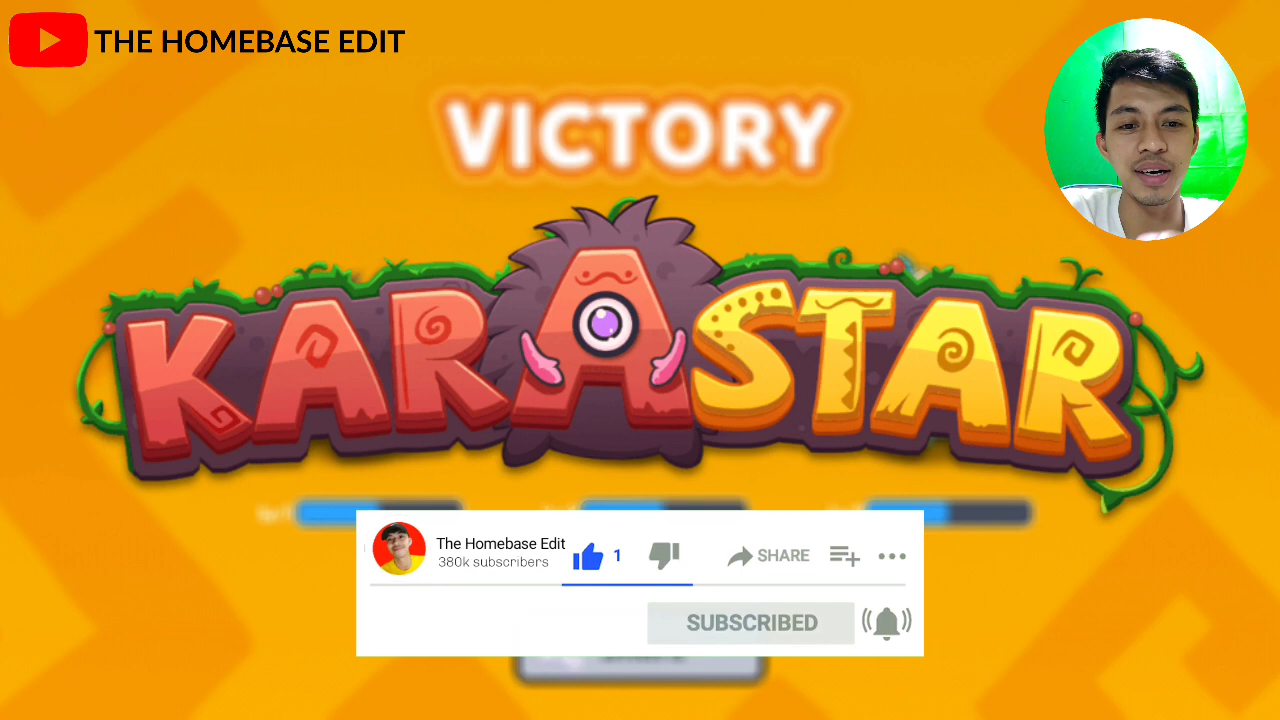 THE HOMEBASE EDIT
VICTORY
KARASTAR
The Homebase Edit
380k subscribers
1
SHARE
SUBSCRIBED